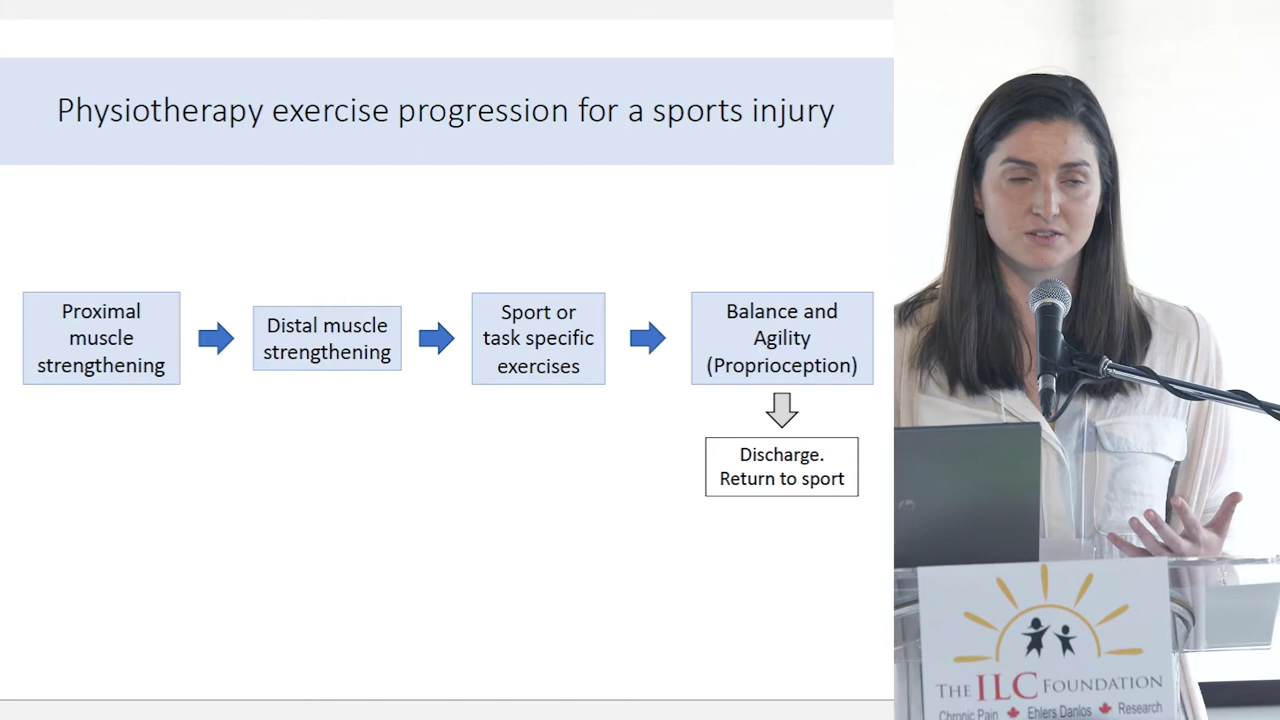 Physiotherapy exercise progression for a sports injury
Proximal
muscle
strengthening
Distal muscle
strengthening
Sport or
task specific
exercises
Balance and
Agility
(Proprioception)
Discharge.
Return to sport
THE ILC FOUNDATION
Chronic Pain Ehlers Danlos Research